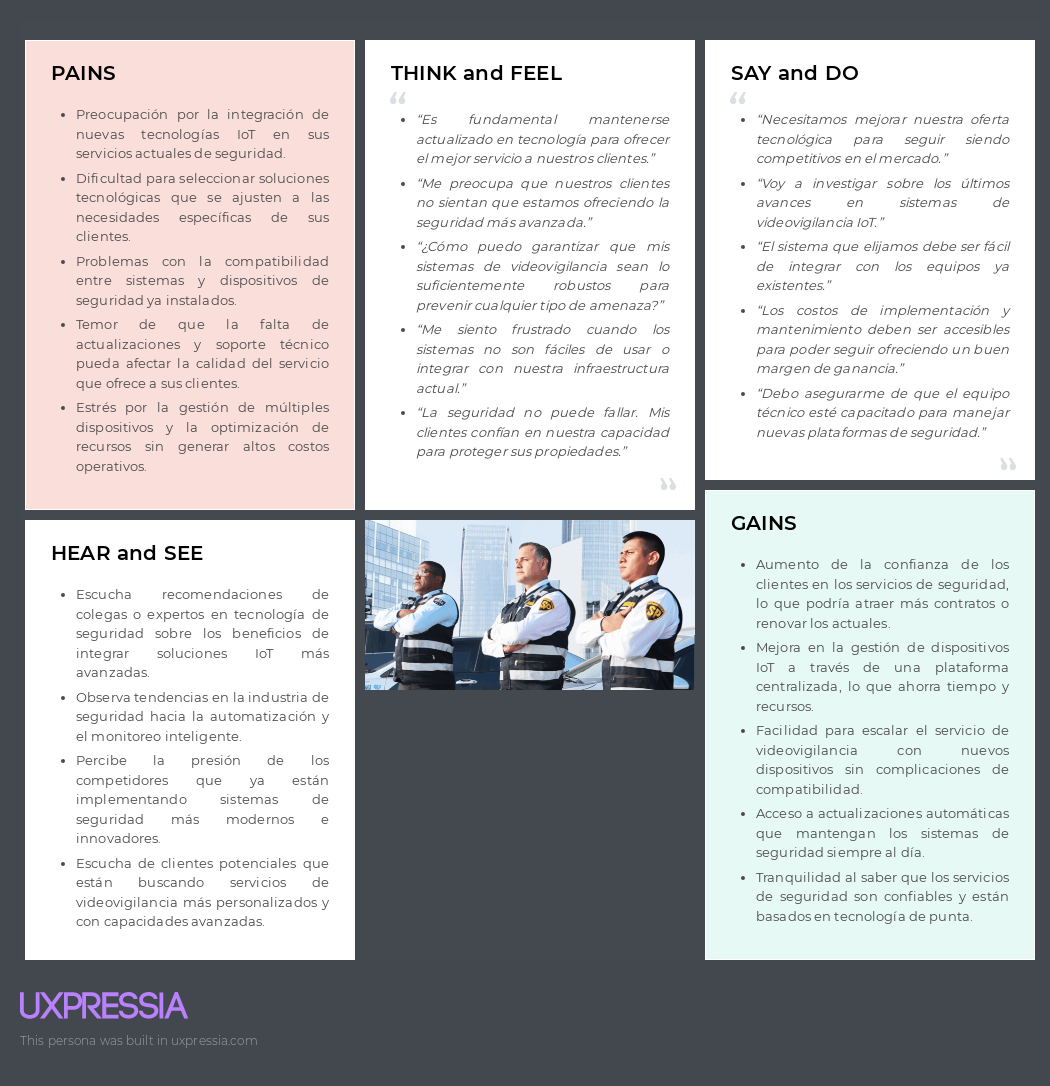 PAINS
Preocupación por la integración de
nuevas tecnologías IoT en sus
servicios actuales de seguridad.
Dificultad para seleccionar soluciones
tecnológicas que se ajusten a las
necesidades específicas de sus
clientes.
Problemas con la compatibilidad
entre sistemas y dispositivos de
seguridad ya instalados.
Temor de que la falta de
actualizaciones y soporte técnico
pueda afectar la calidad del servicio
que ofrece a sus clientes.
Estrés por la gestión de múltiples
dispositivos y la optimización de
recursos sin generar altos costos
operativos.
HEAR and SEE
Escucha recomendaciones de
colegas o expertos en tecnología de
seguridad sobre los beneficios de
integrar soluciones IoT más
avanzadas.
Observa tendencias en la industria de
seguridad hacia la automatización y
el monitoreo inteligente.
Percibe la presión de los
competidores que ya están
implementando sistemas de
seguridad más modernos e
innovadores.
Escucha de clientes potenciales que
están buscando servicios de
videovigilancia más personalizados y
con capacidades avanzadas.
THINK and FEEL
“
“Es fundamental mantenerse
actualizado en tecnología para ofrecer
el mejor servicio a nuestros clientes.”
“Me preocupa que nuestros clientes
no sientan que estamos ofreciendo la
seguridad más avanzada.”
“¿Cómo puedo garantizar que mis
sistemas de videovigilancia sean lo
suficientemente robustos para
prevenir cualquier tipo de amenaza?”
“Me siento frustrado cuando los
sistemas no son fáciles de usar o
integrar con nuestra infraestructura
actual.”
“La seguridad no puede fallar. Mis
clientes confían en nuestra capacidad
para proteger sus propiedades.”
”
SAY and DO
“
“Necesitamos mejorar nuestra oferta
tecnológica para seguir siendo
competitivos en el mercado.”
“Voy a investigar sobre los últimos
avances en sistemas de
videovigilancia IoT.”
“El sistema que elijamos debe ser fácil
de integrar con los equipos ya
existentes.”
“Los costos de implementación y
mantenimiento deben ser accesibles
para poder seguir ofreciendo un buen
margen de ganancia.”
“Debo asegurarme de que el equipo
técnico esté capacitado para manejar
nuevas plataformas de seguridad.”
”
GAINS
Aumento de la confianza de los
clientes en los servicios de seguridad,
lo que podría atraer más contratos o
renovar los actuales.
Mejora en la gestión de dispositivos
IoT a través de una plataforma
centralizada, lo que ahorra tiempo y
recursos.
Facilidad para escalar el servicio de
videovigilancia con nuevos
dispositivos sin complicaciones de
compatibilidad.
Acceso a actualizaciones automáticas
que mantengan los sistemas de
seguridad siempre al día.
Tranquilidad al saber que los servicios
de seguridad son confiables y están
basados en tecnología de punta.
UXPRESSIA
This persona was built in uxpressia.com